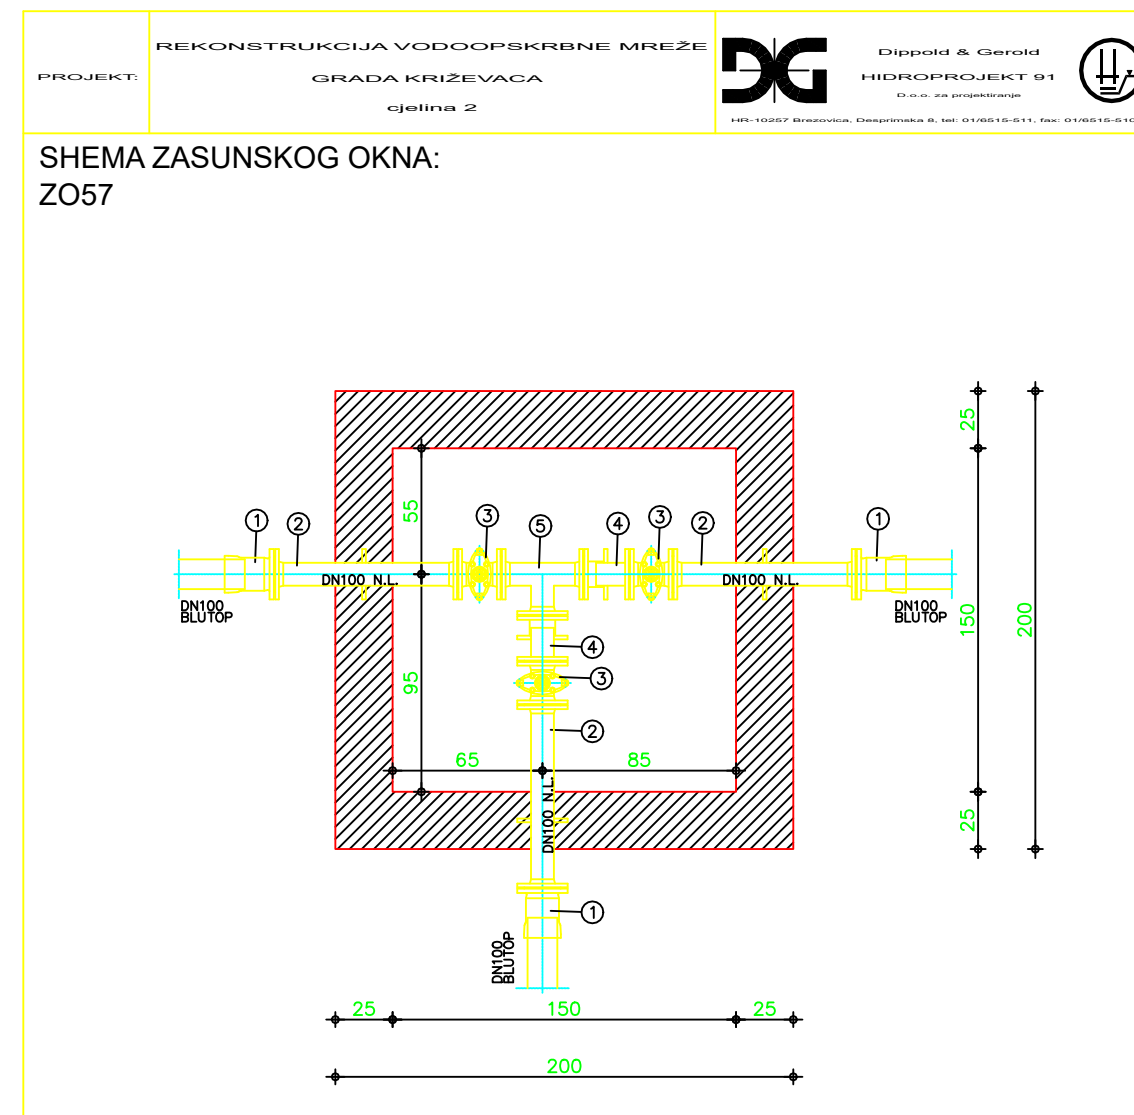 PROJEKT:
REKONSTRUKCIJA VODOOPSKRBNE MREŽE
GRADA KRIŽEVACA
cjelina 2
DG
Dippold & Gerold
HIDROPROJEKT 91
D.o.o. za projektiranje
HR-10257 Brezovica, Desprimska 8, tel: 01/6515-511, fax: 01/6515-510
SHEMA ZASUNSKOG OKNA:
ZO57
25
55
1
2
3
5
4
3
2
1
DN100 N.L.
DN100 N.L.
DN100
BLUTOP
DN100
BLUTOP
150
200
4
3
95
2
65
85
DN100 N.L.
25
1
DN100
BLUTOP
25
150
25
200